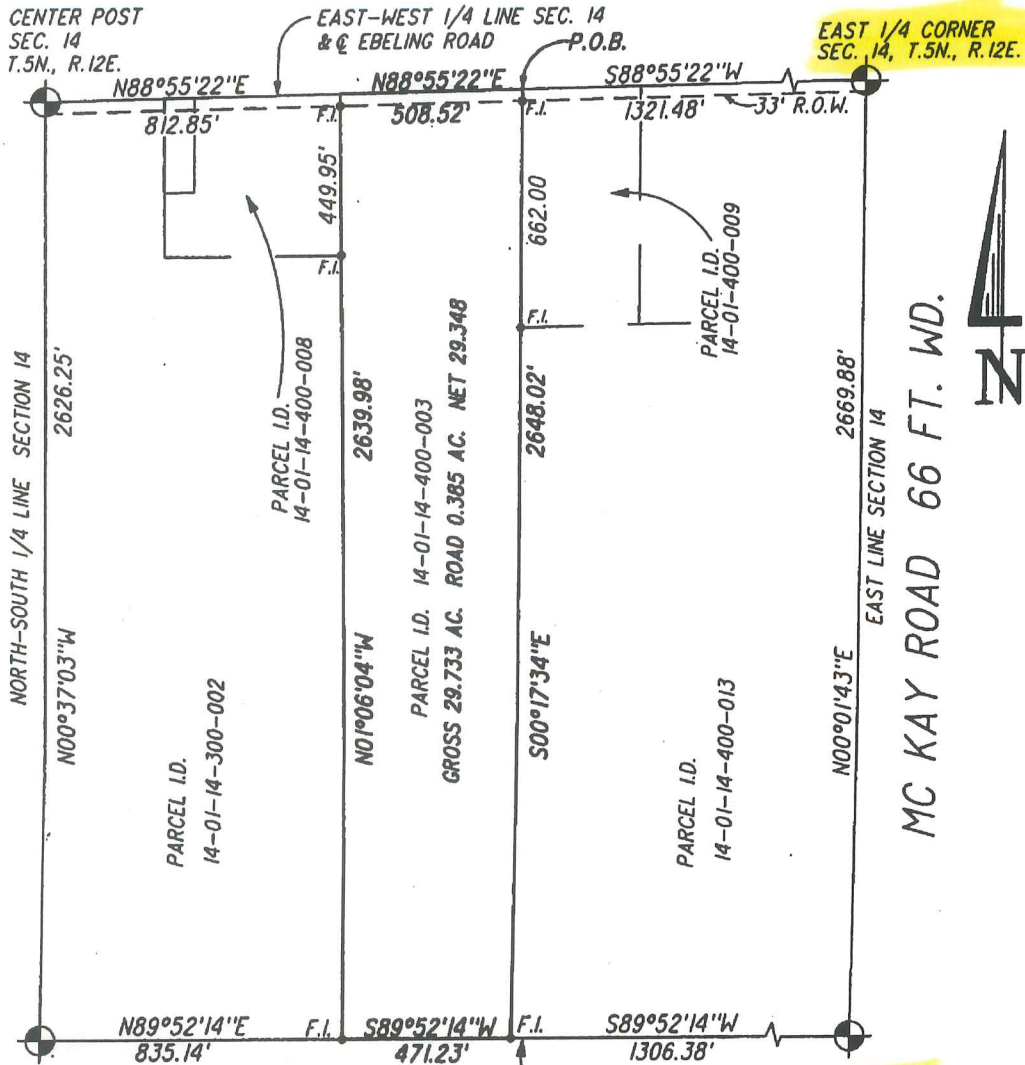 CENTER POST
SEC. 14
T.5N., R.12E.
EAST-WEST 1/4 LINE SEC. 14
& ℄ EBELING ROAD
P.O.B.
EAST 1/4 CORNER
SEC. 14, T.5N., R.12E.
N88°55'22"E
812.85'
N88°55'22"E
508.52'
S88°55'22"W
1321.48'
33' R.O.W.
F.I.
F.I.
449.95'
662.00
F.I.
F.I.
PARCEL I.D.
14-01-14-400-008
PARCEL I.D.
14-01-400-009
N
NORTH-SOUTH 1/4 LINE SECTION 14
2626.25'
N00°37'03"W
2639.98'
N01°06'04"W
PARCEL I.D. 14-01-14-400-003
GROSS 29.733 AC. ROAD 0.385 AC. NET 29.348
2648.02'
S00°17'34"E
2669.88'
N00°01'43"E
EAST LINE SECTION 14
MC KAY ROAD 66 FT. WD.
PARCEL I.D.
14-01-14-300-002
PARCEL I.D.
14-01-14-400-013
N89°52'14"E
835.14'
F.I.
S89°52'14"W
471.23'
F.I.
S89°52'14"W
1306.38'